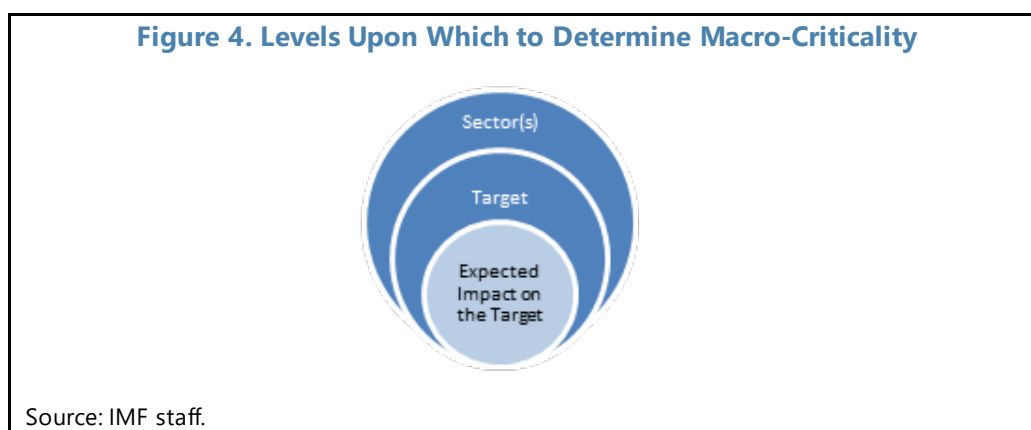 Figure 4. Levels Upon Which to Determine Macro-Criticality
Sector(s)
Target
Expected
Impact on
the Target
Source: IMF staff.